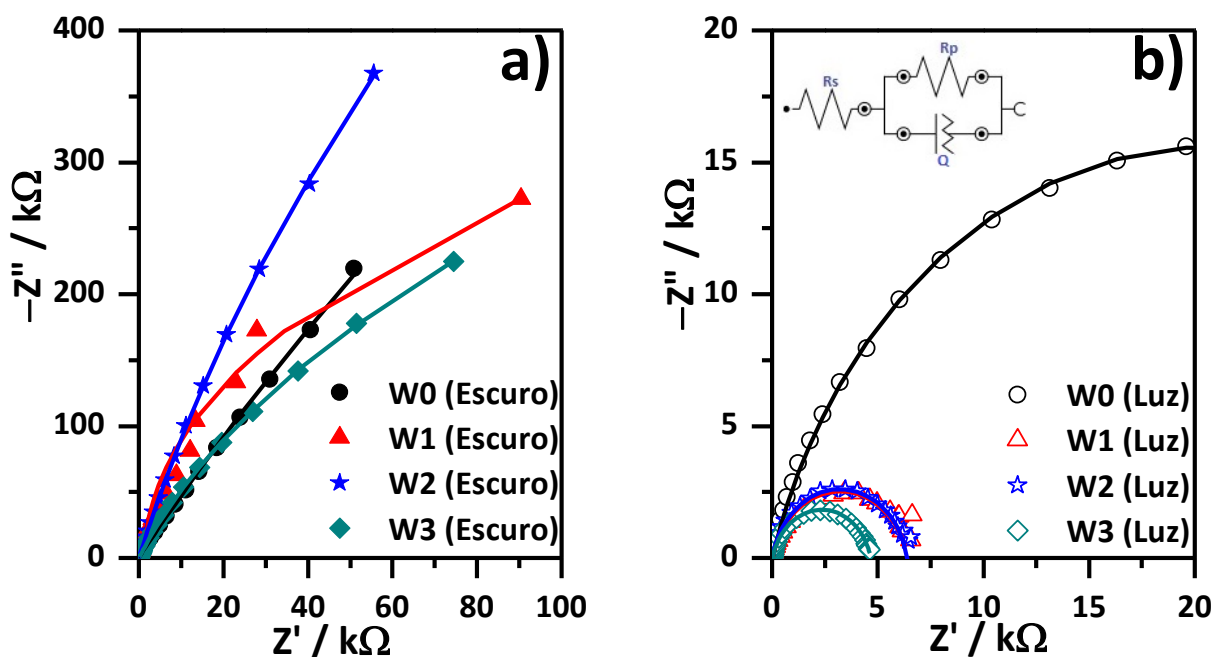 a)
400
300
200
100
0
–Z" / kΩ
0 20 40 60 80 100
Z' / kΩ
W0 (Escuro)
W1 (Escuro)
W2 (Escuro)
W3 (Escuro)
b)
20
15
10
5
0
–Z" / kΩ
0 5 10 15 20
Z' / kΩ
Rp
Rs
Q
W0 (Luz)
W1 (Luz)
W2 (Luz)
W3 (Luz)